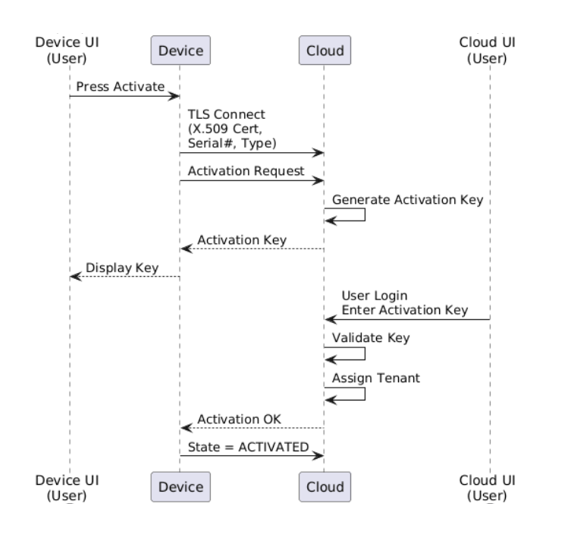 Device UI
(User)
Device
Cloud
Cloud UI
(User)
Press Activate
TLS Connect
(X.509 Cert,
Serial#, Type)
Activation Request
Generate Activation Key
Activation Key
Display Key
User Login
Enter Activation Key
Validate Key
Assign Tenant
Activation OK
State = ACTIVATED
Device UI
(User)
Device
Cloud
Cloud UI
(User)